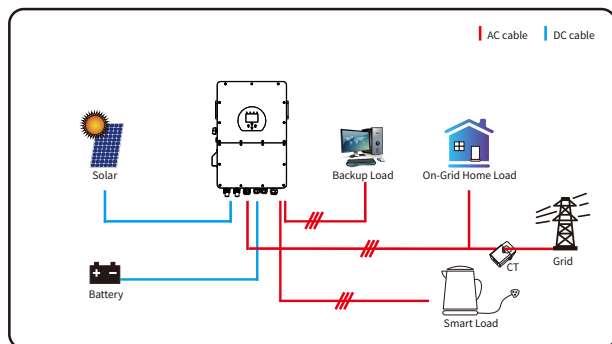 AC cable
DC cable
Solar
Backup Load
On-Grid Home Load
CT
Grid
Battery
Smart Load